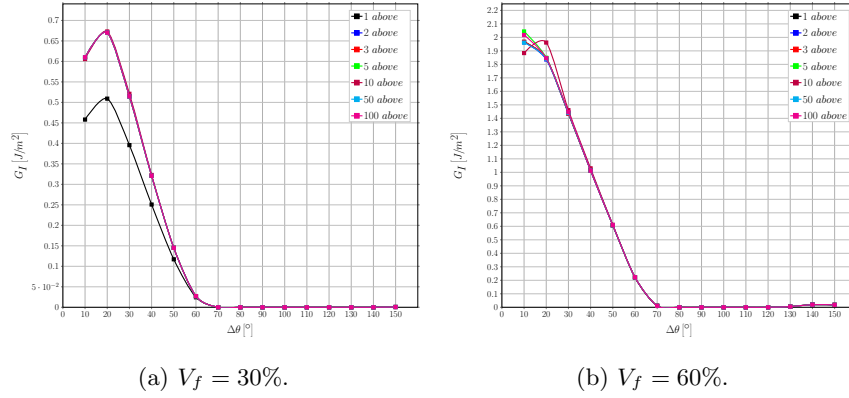 0.7
0.65
0.6
0.55
0.5
0.45
0.4
0.35
0.3
0.25
0.2
0.15
0.1
5 · 10⁻²
0
G_I [J/m²]
10 20 30 40 50 60 70 80 90 100 110 120 130 140 150
Δθ [°]
1 above
2 above
3 above
5 above
10 above
50 above
100 above
(a) V_f = 30%.
2.2
2.1
2
1.9
1.8
1.7
1.6
1.5
1.4
1.3
1.2
1.1
1
0.9
0.8
0.7
0.6
0.5
0.4
0.3
0.2
0.1
0
G_I [J/m²]
10 20 30 40 50 60 70 80 90 100 110 120 130 140 150
Δθ [°]
1 above
2 above
3 above
5 above
10 above
50 above
100 above
(b) V_f = 60%.